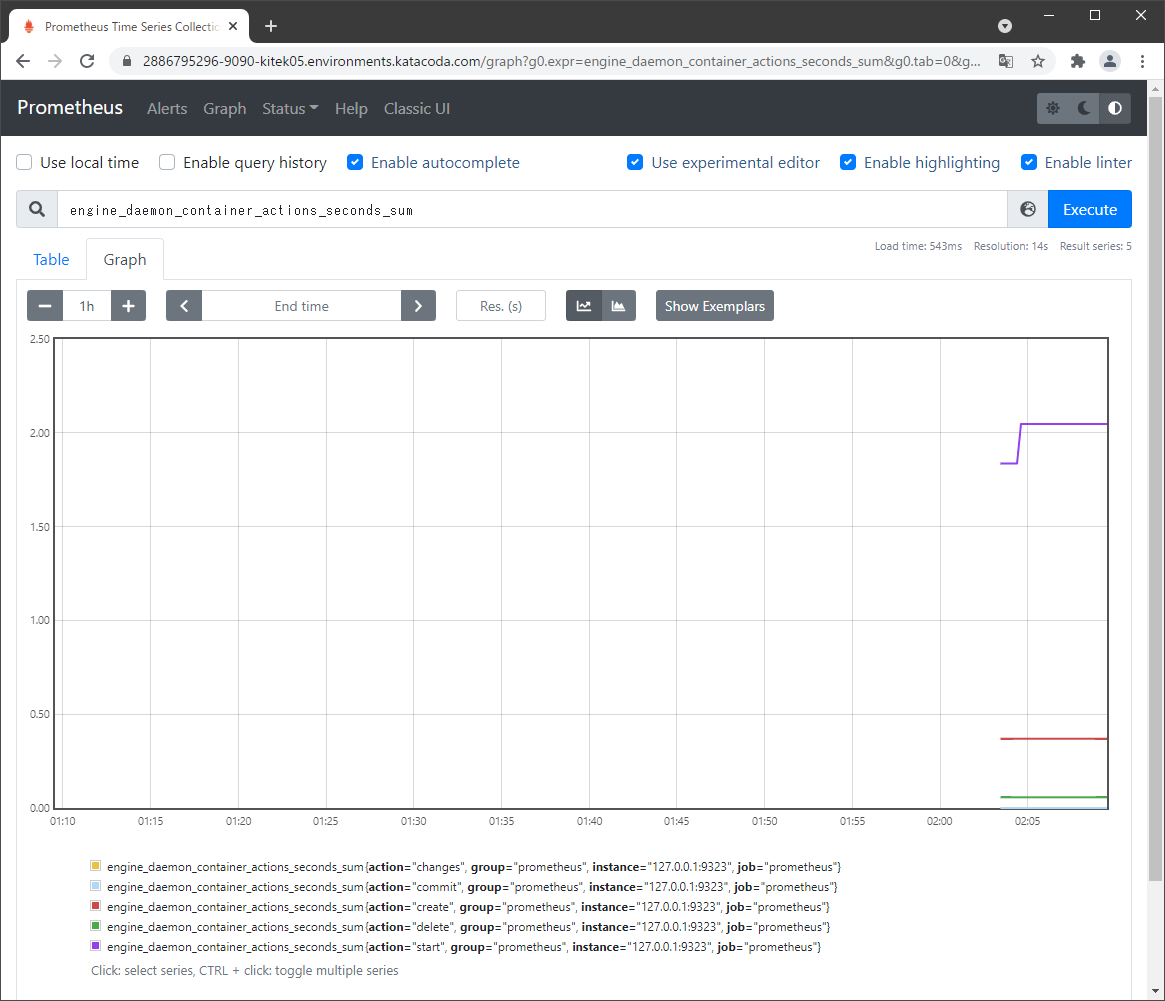 Prometheus Time Series Collectic
2886795296-9090-kitek05.environments.katacoda.com/graph?g0.expr=engine_daemon_container_actions_seconds_sum&g0.tab=0&g...
Prometheus Alerts Graph Status Help Classic UI
Use local time Enable query history Enable autocomplete Use experimental editor Enable highlighting Enable linter
engine_daemon_container_actions_seconds_sum Execute
Load time: 543ms Resolution: 14s Result series: 5
Table Graph
1h End time Res. (s) Show Exemplars
2.50
2.00
1.50
1.00
0.50
0.00
01:10 01:15 01:20 01:25 01:30 01:35 01:40 01:45 01:50 01:55 02:00 02:05
engine_daemon_container_actions_seconds_sum{action="changes", group="prometheus", instance="127.0.0.1:9323", job="prometheus"}
engine_daemon_container_actions_seconds_sum{action="commit", group="prometheus", instance="127.0.0.1:9323", job="prometheus"}
engine_daemon_container_actions_seconds_sum{action="create", group="prometheus", instance="127.0.0.1:9323", job="prometheus"}
engine_daemon_container_actions_seconds_sum{action="delete", group="prometheus", instance="127.0.0.1:9323", job="prometheus"}
engine_daemon_container_actions_seconds_sum{action="start", group="prometheus", instance="127.0.0.1:9323", job="prometheus"}
Click: select series, CTRL + click: toggle multiple series